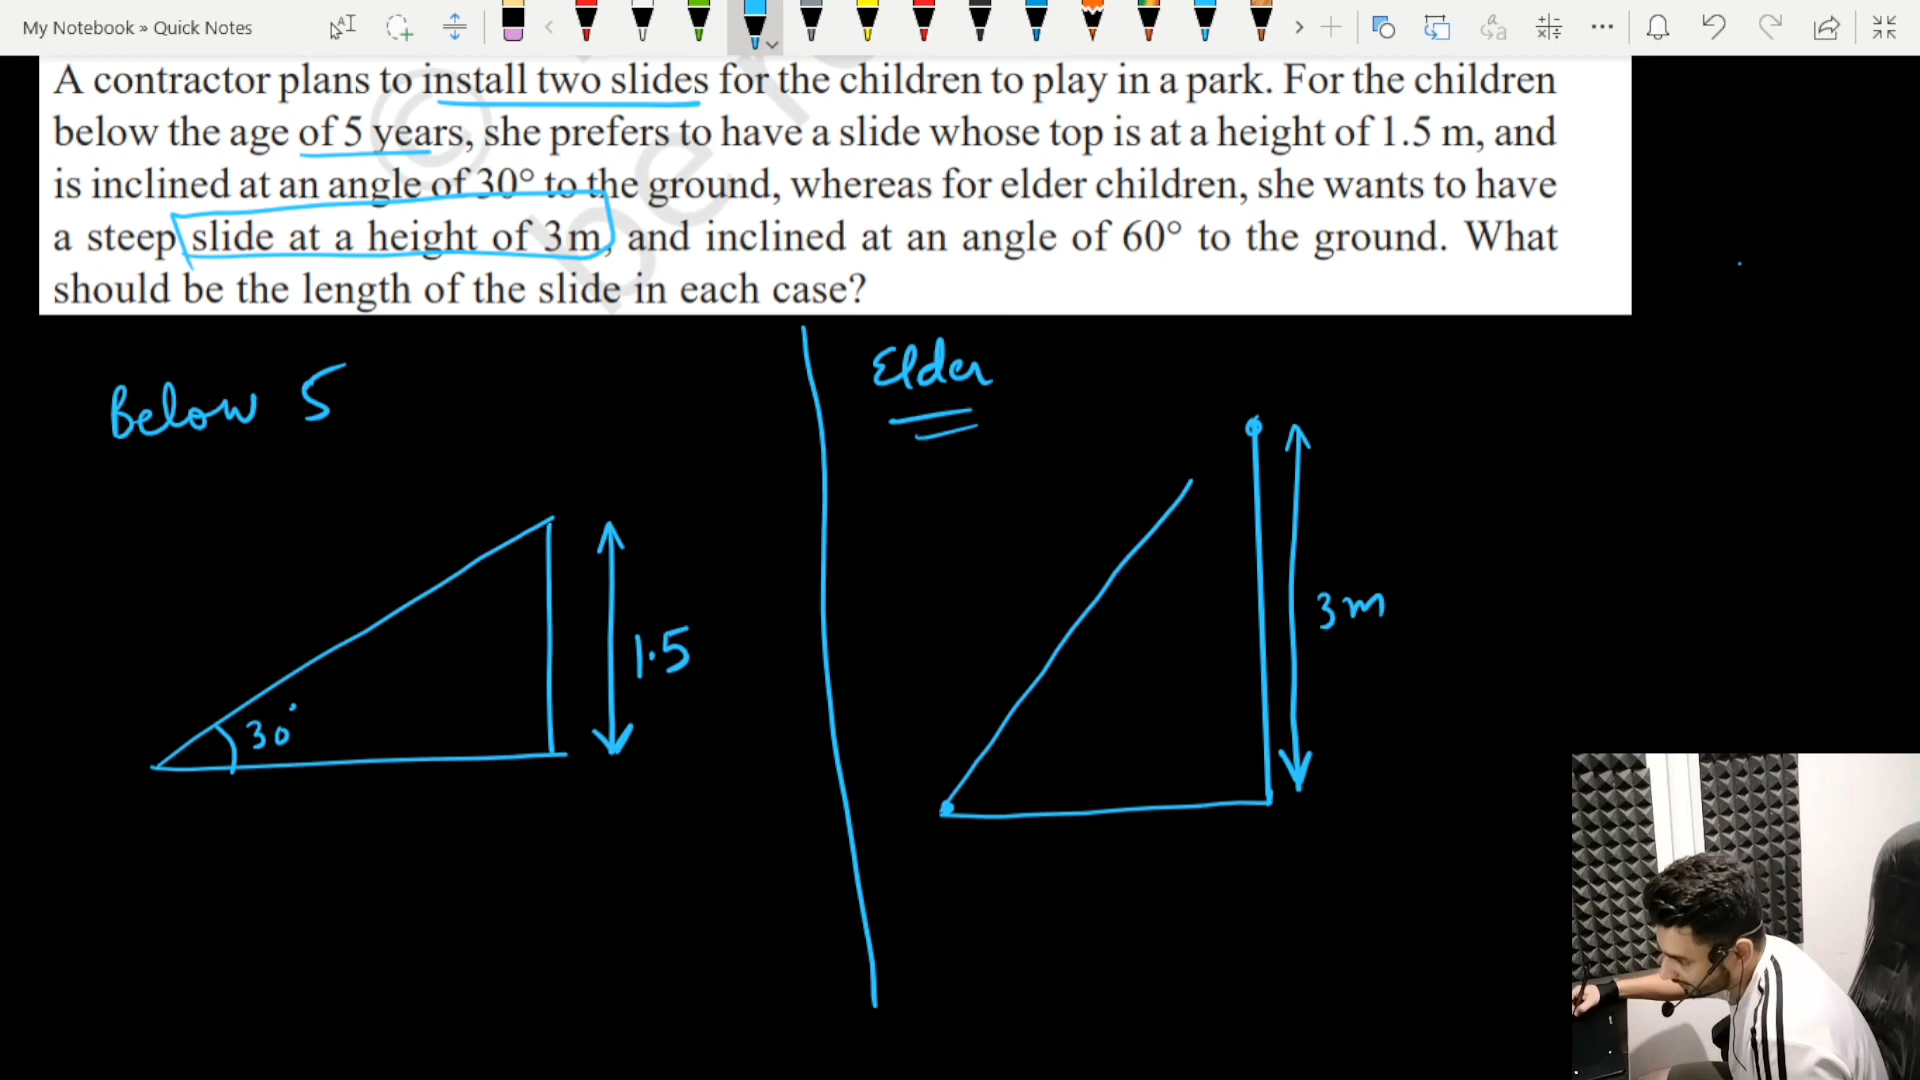 My Notebook » Quick Notes
A contractor plans to install two slides for the children to play in a park. For the children
below the age of 5 years, she prefers to have a slide whose top is at a height of 1.5 m, and
is inclined at an angle of 30° to the ground, whereas for elder children, she wants to have
a steep slide at a height of 3m, and inclined at an angle of 60° to the ground. What
should be the length of the slide in each case?
Below 5
Elder
30°
1.5
3m